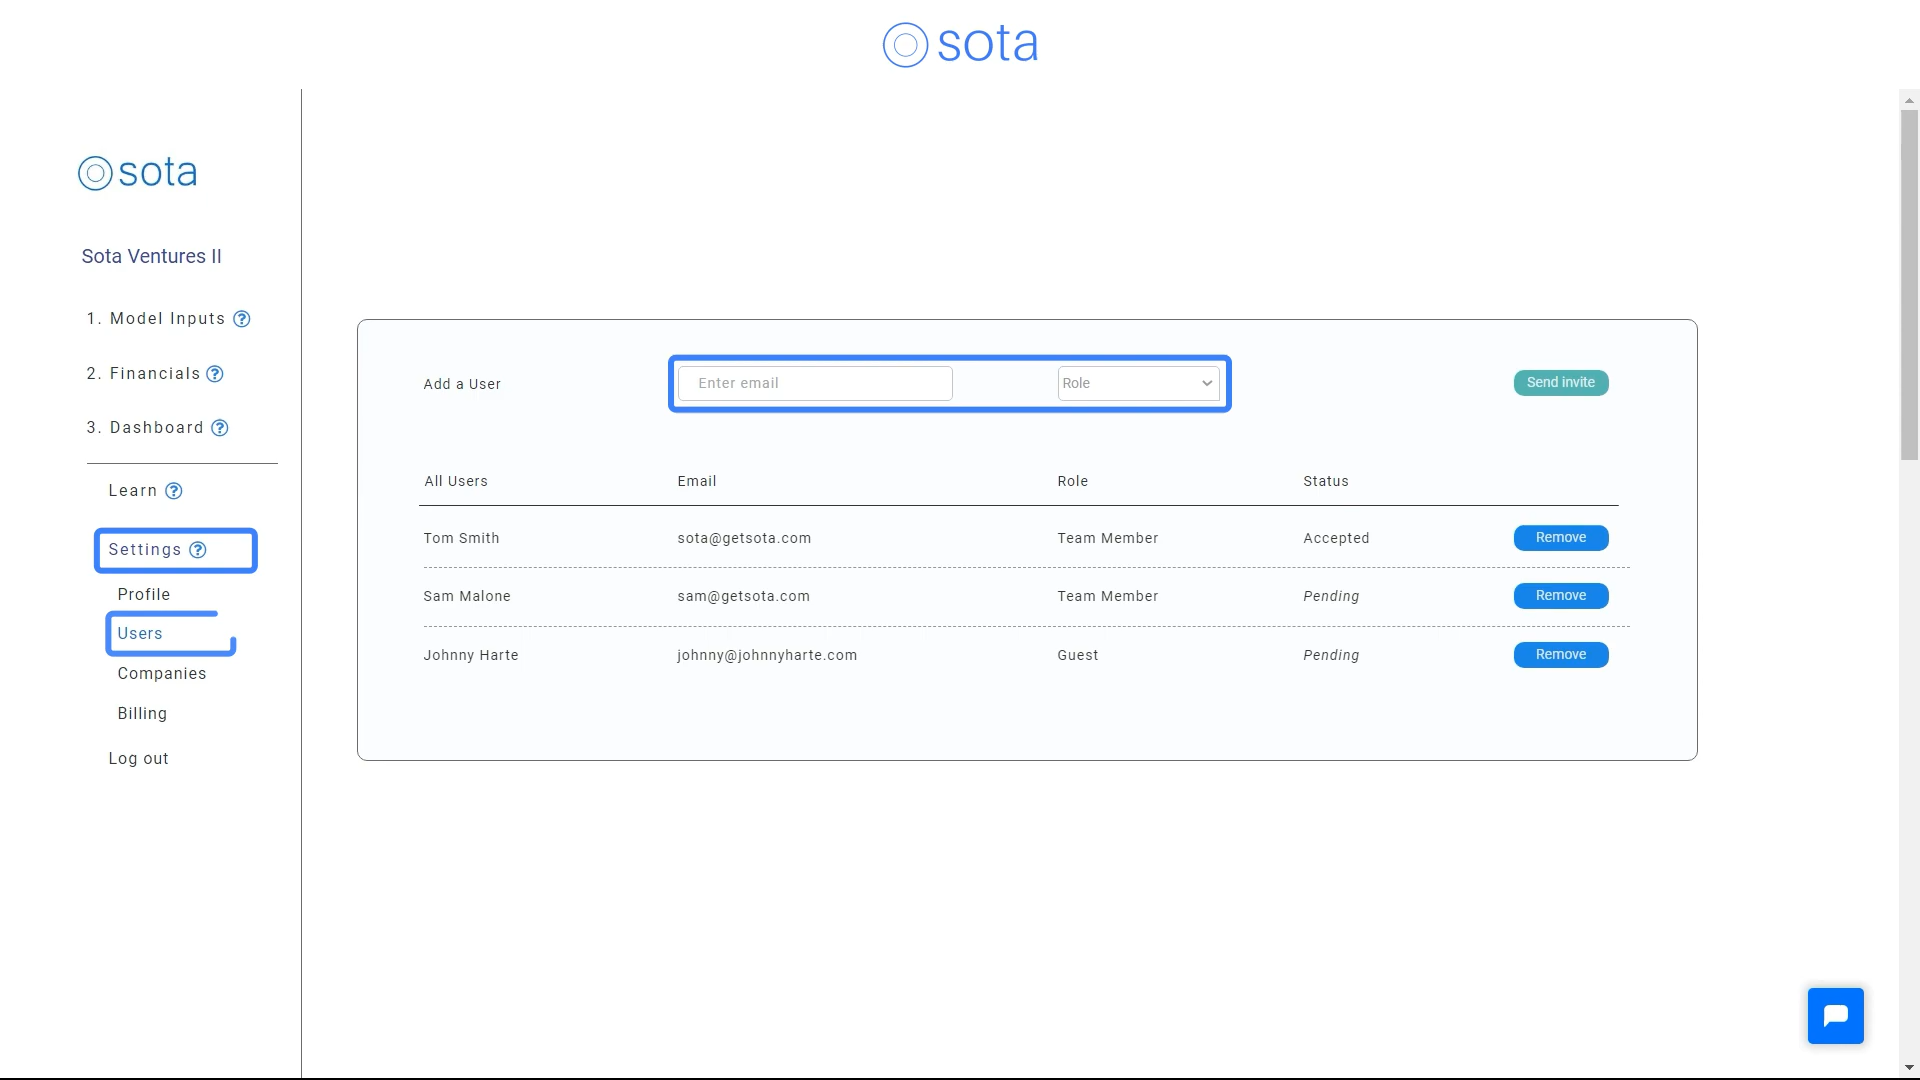 sota
sota
Sota Ventures II
1. Model Inputs ?
2. Financials ?
3. Dashboard ?
Learn ?
Settings ?
Profile
Users
Companies
Billing
Log out
Add a User Enter email Role Send invite
All Users Email Role Status
Tom Smith sota@getsota.com Team Member Accepted Remove
Sam Malone sam@getsota.com Team Member Pending Remove
Johnny Harte johnny@johnnyharte.com Guest Pending Remove